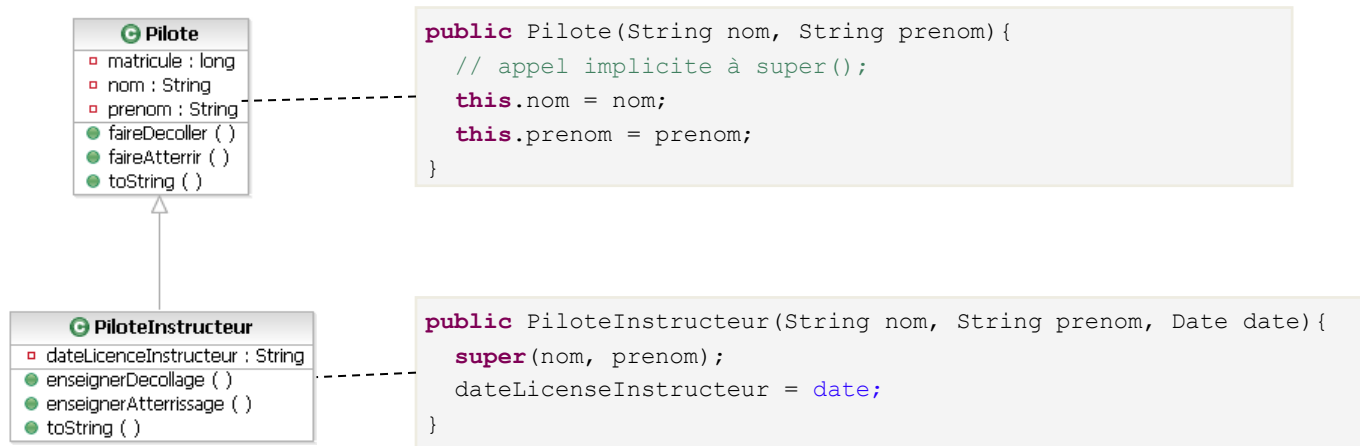 Pilote
matricule : long
nom : String
prenom : String
faireDecoller ( )
faireAtterrir ( )
toString ( )
public Pilote(String nom, String prenom){
// appel implicite à super();
this.nom = nom;
this.prenom = prenom;
}
PiloteInstructeur
dateLicenceInstructeur : String
enseignerDecollage ( )
enseignerAtterrissage ( )
toString ( )
public PiloteInstructeur(String nom, String prenom, Date date){
super(nom, prenom);
dateLicenseInstructeur = date;
}